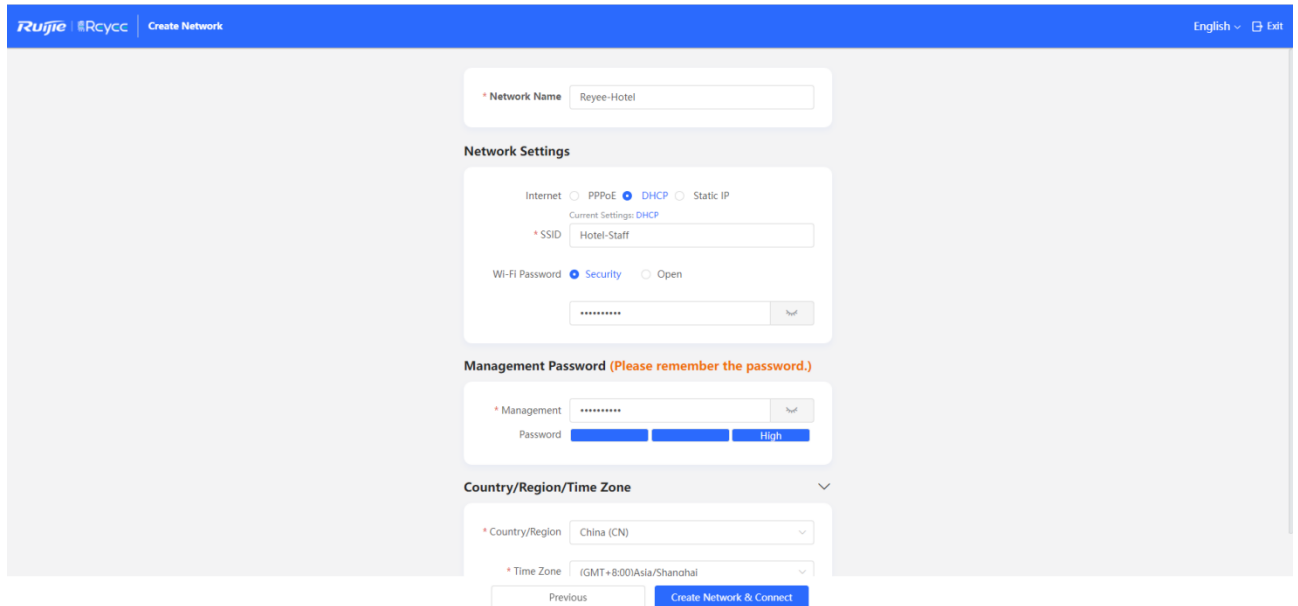 Ruijie Rcycc Create Network English Exit
* Network Name Reyee-Hotel
Network Settings
Internet PPPoE DHCP Static IP
Current Settings: DHCP
* SSID Hotel-Staff
Wi-Fi Password Security Open
••••••••••
Management Password (Please remember the password.)
* Management ••••••••••
Password High
Country/Region/Time Zone
* Country/Region China (CN)
* Time Zone (GMT+8:00)Asia/Shanghai
Previous Create Network & Connect